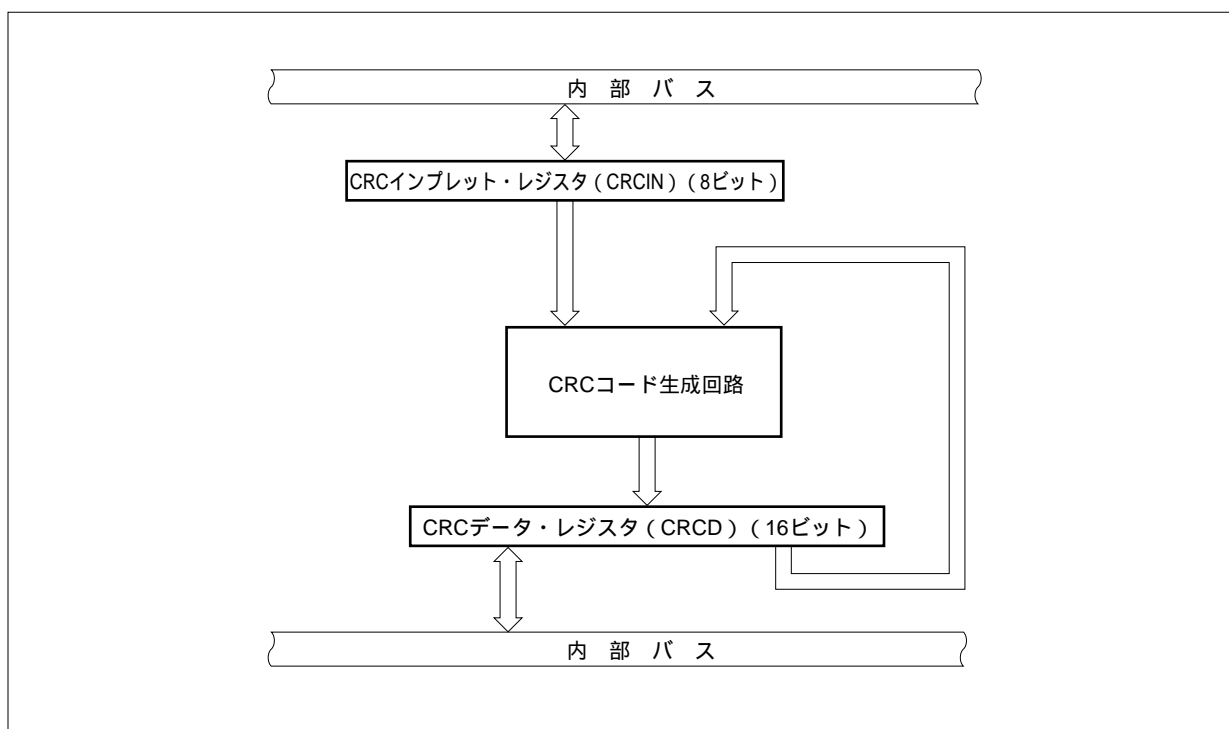 内 部 バ ス
CRCインプレット・レジスタ（CRCIN）（8ビット）
CRCコード生成回路
CRCデータ・レジスタ（CRCD）（16ビット）
内 部 バ ス